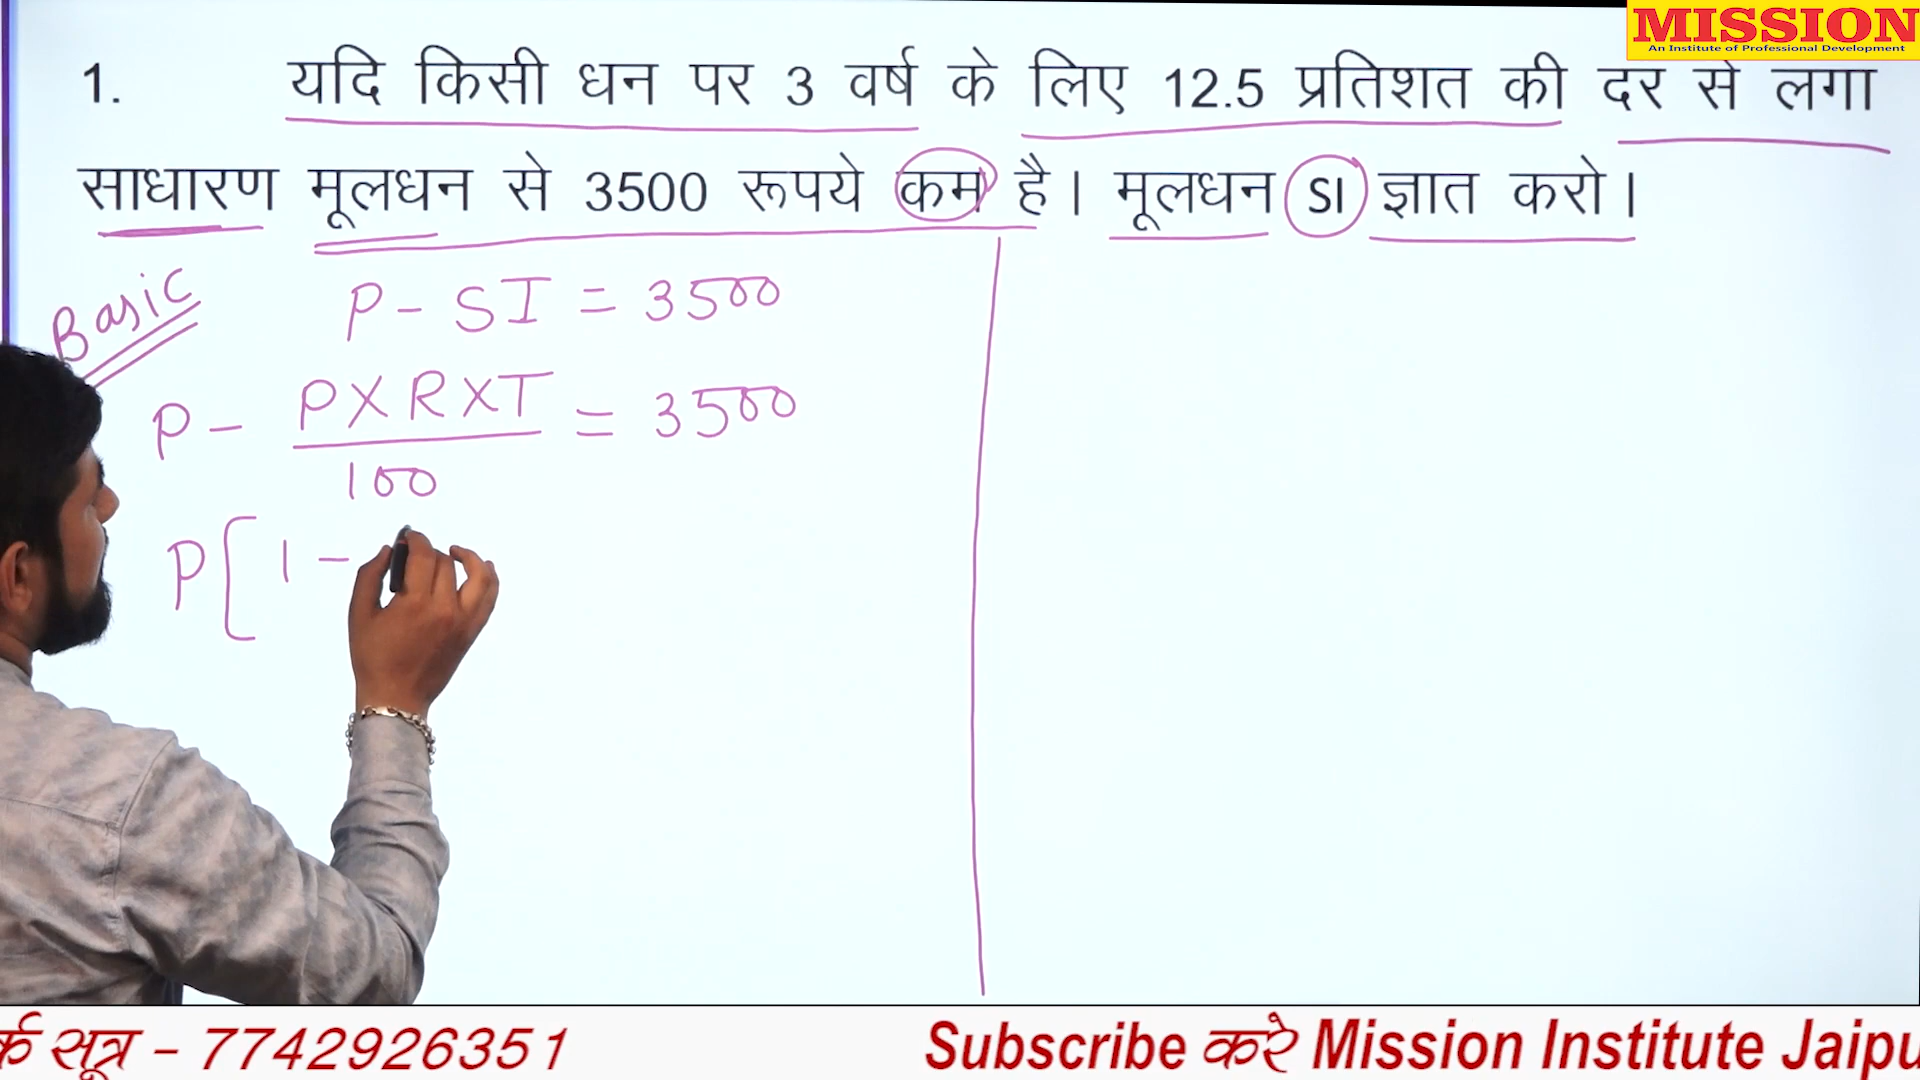 MISSION
An Institute of Professional Development
1. यदि किसी धन पर 3 वर्ष के लिए 12.5 प्रतिशत की दर से लगा
साधारण मूलधन से 3500 रूपये कम है। मूलधन SI ज्ञात करो।
Basic
P - SI = 3500
P - PXRXT/100 = 3500
P[1 -
र्क सूत्र - 7742926351 Subscribe करे Mission Institute Jaipu